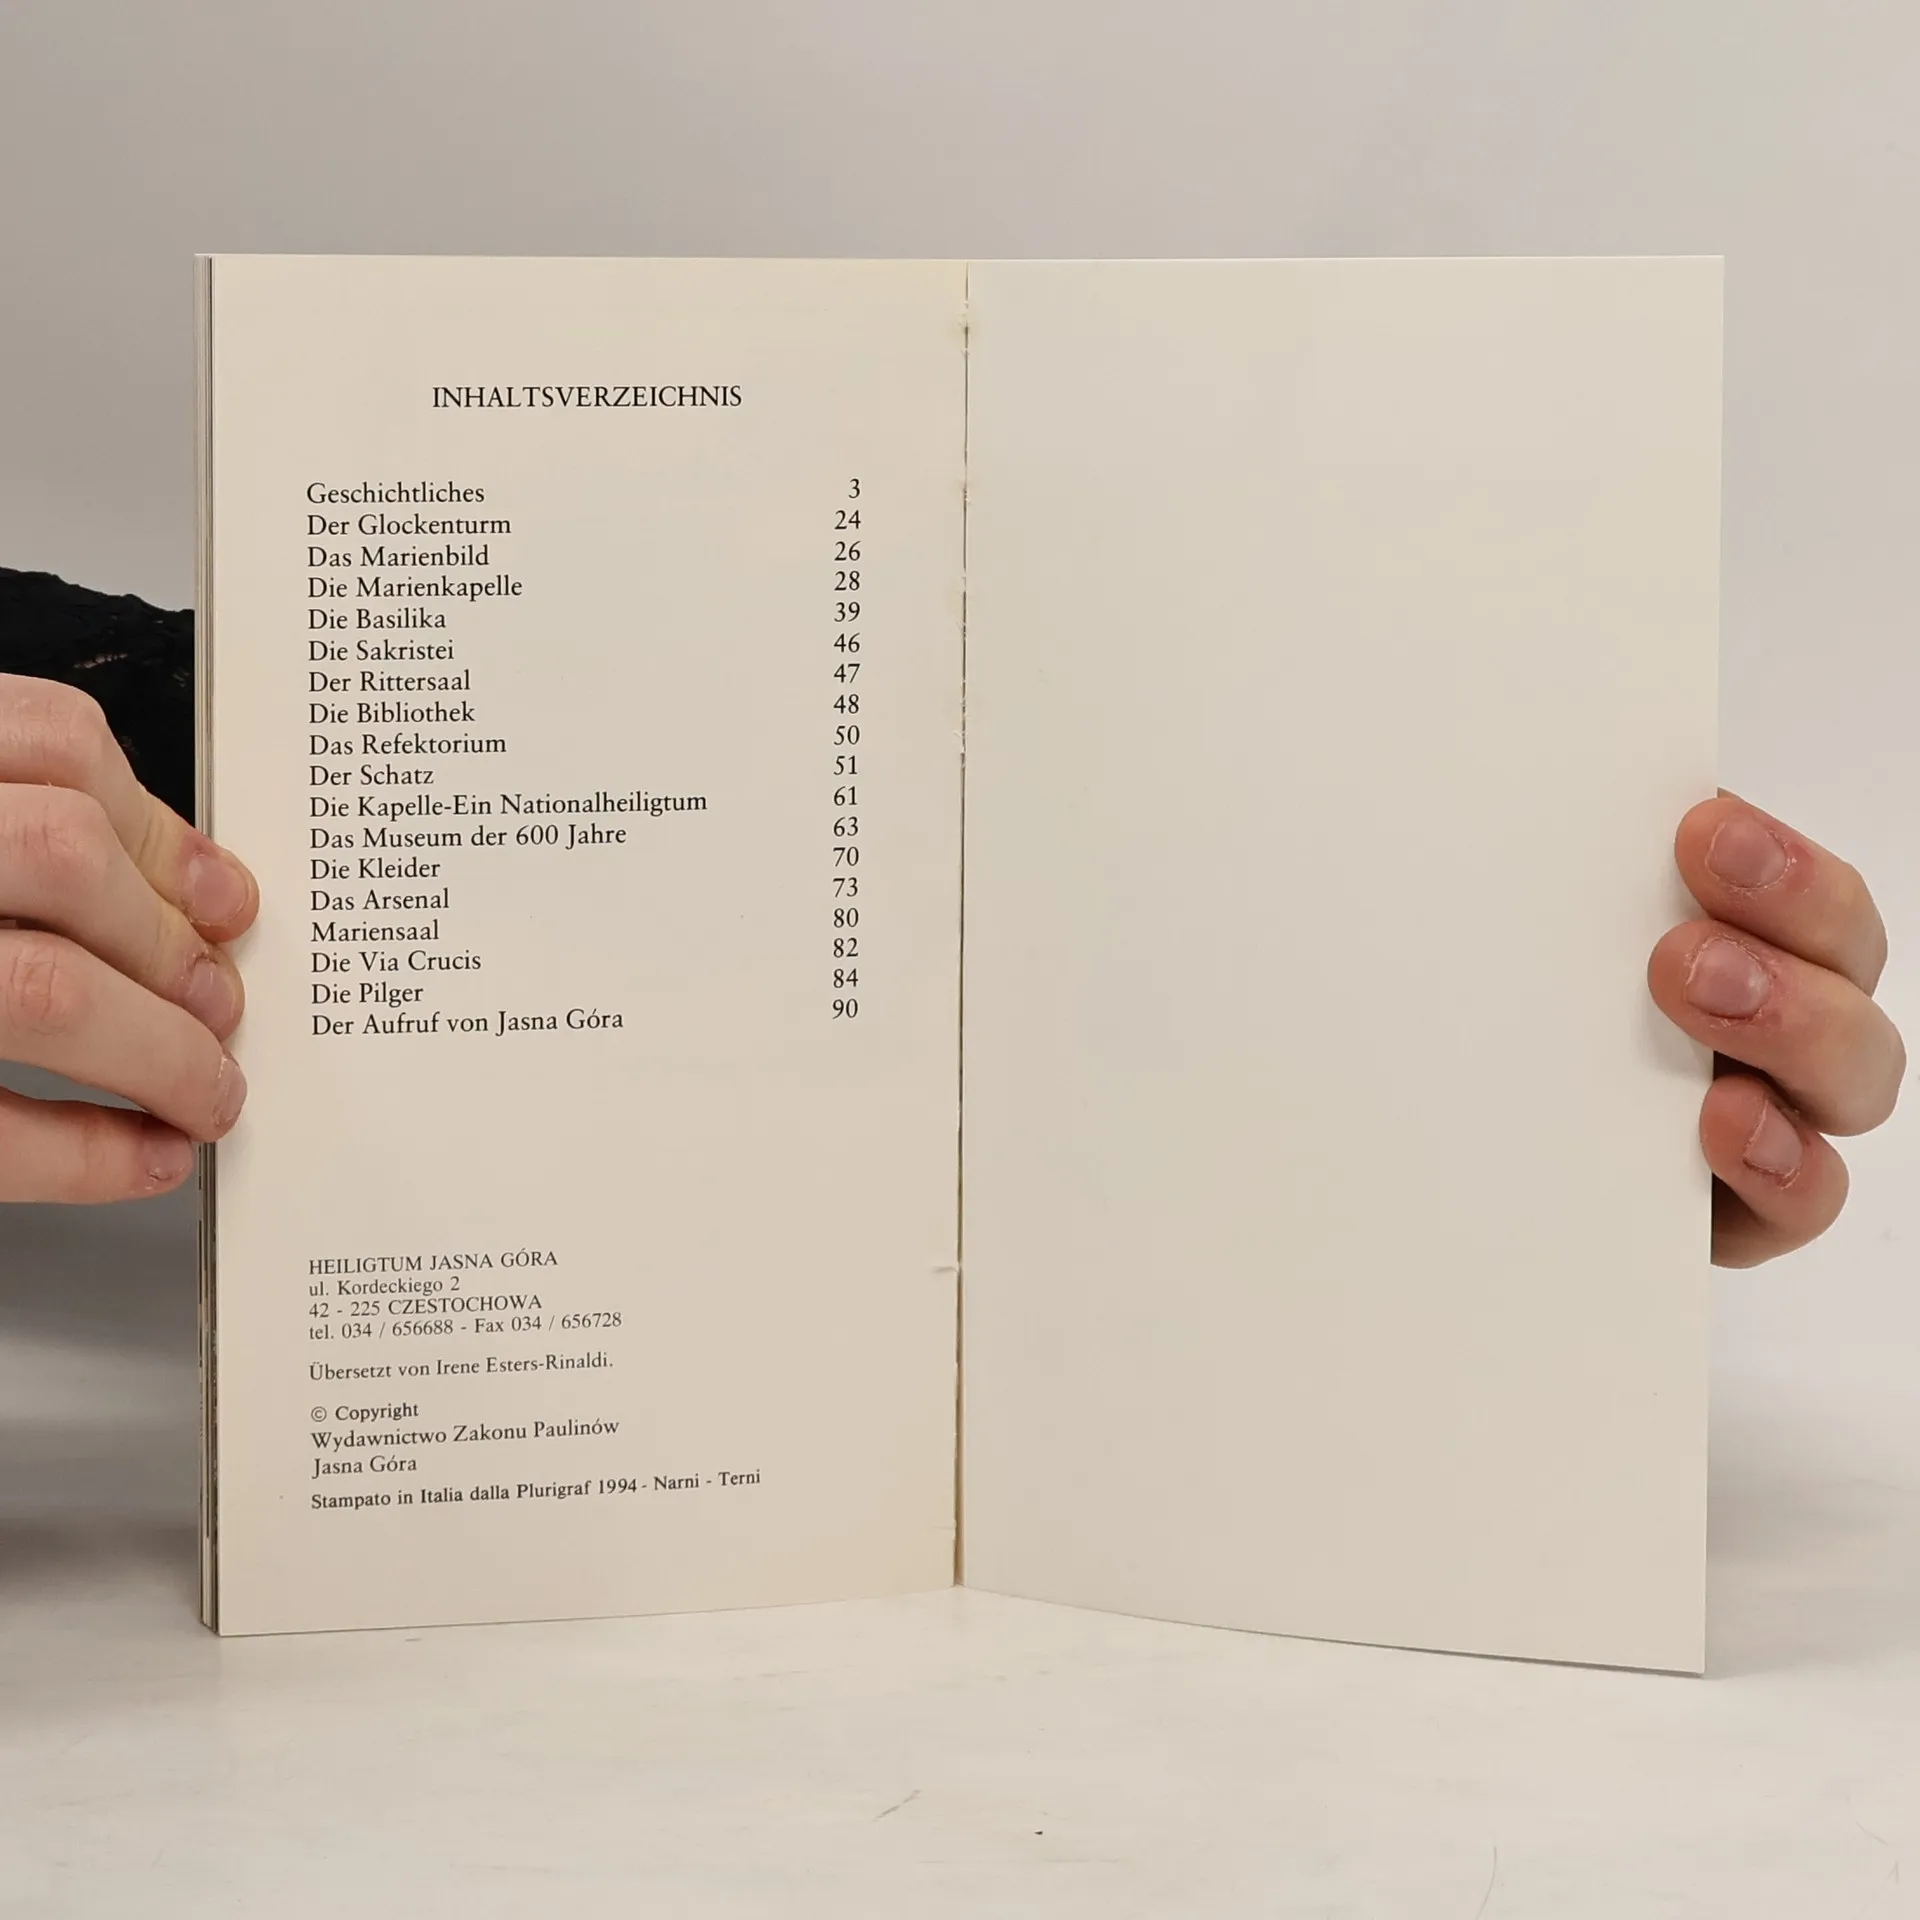 INHALTSVERZEICHNIS
Geschichtliches 3
Der Glockenturm 24
Das Marienbild 26
Die Marienkapelle 28
Die Basilika 39
Die Sakristei 46
Der Rittersaal 47
Die Bibliothek 48
Das Refektorium 50
Der Schatz 51
Die Kapelle-Ein Nationalheiligtum 61
Das Museum der 600 Jahre 63
Die Kleider 70
Das Arsenal 73
Mariensaal 80
Die Via Crucis 82
Die Pilger 84
Der Aufruf von Jasna Góra 90
HEILIGTUM JASNA GÓRA
ul. Kordeckiego 2
42 - 225 CZESTOCHOWA
tel. 034 / 656688 - Fax 034 / 656728
Übersetzt von Irene Esters-Rinaldi.
© Copyright
Wydawnictwo Zakonu Paulinów
Jasna Góra
Stampato in Italia dalla Plurigraf 1994 - Narni - Terni